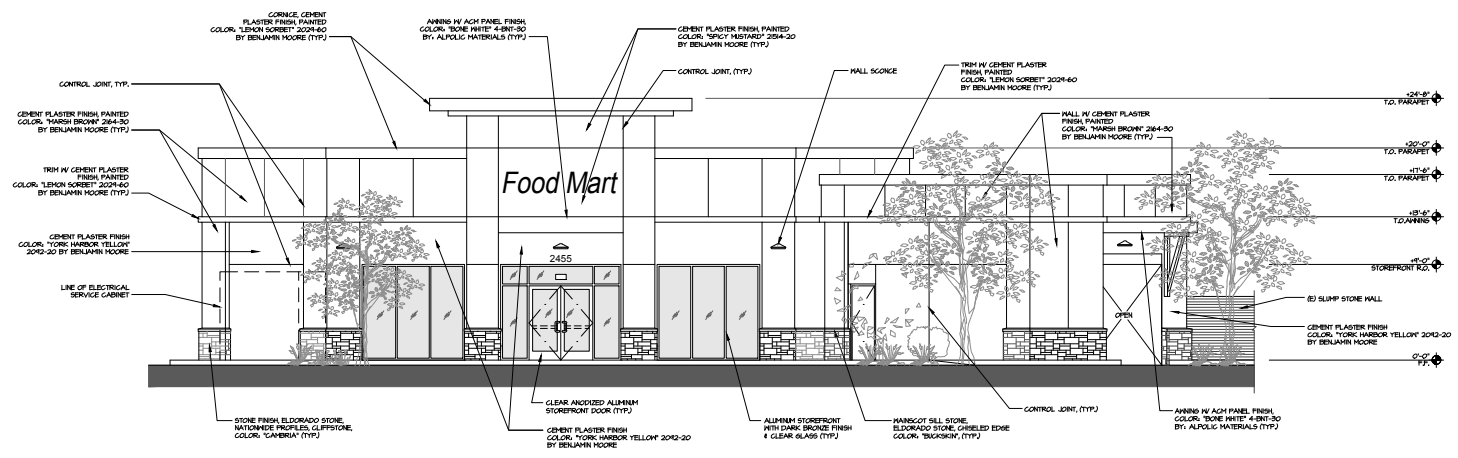 CORNICE, CEMENT
PLASTER FINISH, PAINTED
COLOR: "LEMON SORBET" 2029-60
BY BENJAMIN MOORE (TYP.)
AWNING W/ ACM PANEL FINISH,
COLOR: "BONE WHITE" 4-BNT-30
BY: ALPOLIC MATERIALS (TYP.)
CEMENT PLASTER FINISH, PAINTED
COLOR: "SPICY MUSTARD" 2154-20
BY BENJAMIN MOORE (TYP.)
CONTROL JOINT, (TYP.)
WALL SCONCE
TRIM W/ CEMENT PLASTER
FINISH, PAINTED
COLOR: "LEMON SORBET" 2029-60
BY BENJAMIN MOORE (TYP.)
WALL W/ CEMENT PLASTER
FINISH, PAINTED
COLOR: "MARSH BROWN" 2164-30
BY BENJAMIN MOORE (TYP.)
+24'-8"
T.O. PARAPET
+20'-0"
T.O. PARAPET
+17'-6"
T.O. PARAPET
+13'-6"
T.O.AWNING
+9'-0"
STOREFRONT R.O.
0'-0"
F.F.
CONTROL JOINT, TYP.
CEMENT PLASTER FINISH, PAINTED
COLOR: "MARSH BROWN" 2164-30
BY BENJAMIN MOORE (TYP.)
TRIM W/ CEMENT PLASTER
FINISH, PAINTED
COLOR: "LEMON SORBET" 2029-60
BY BENJAMIN MOORE (TYP.)
CEMENT PLASTER FINISH
COLOR: "YORK HARBOR YELLOW"
2092-20 BY BENJAMIN MOORE
LINE OF ELECTRICAL
SERVICE CABINET
Food Mart
2455
OPEN
(E) SLUMP STONE WALL
CEMENT PLASTER FINISH
COLOR: "YORK HARBOR YELLOW" 2092-20
BY BENJAMIN MOORE
STONE FINISH, ELDORADO STONE,
NATIONWIDE PROFILES, CLIFFSTONE,
COLOR: "CAMBRIA" (TYP.)
CLEAR ANODIZED ALUMINUM
STOREFRONT DOOR (TYP.)
CEMENT PLASTER FINISH
COLOR: "YORK HARBOR YELLOW" 2092-20
BY BENJAMIN MOORE
ALUMINUM STOREFRONT
WITH DARK BRONZE FINISH
& CLEAR GLASS (TYP.)
WAINSCOT SILL STONE,
ELDORADO STONE, CHISELED EDGE
COLOR: "BUCKSKIN", (TYP.)
CONTROL JOINT, (TYP.)
AWNING W/ ACM PANEL FINISH,
COLOR: "BONE WHITE" 4-BNT-30
BY: ALPOLIC MATERIALS (TYP.)